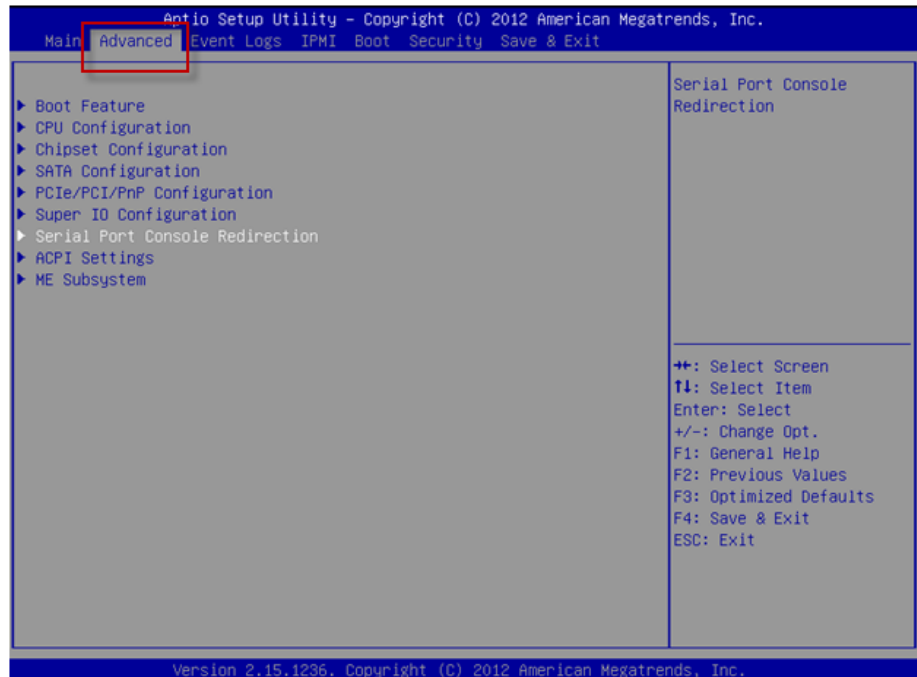 Aptio Setup Utility – Copyright (C) 2012 American Megatrends, Inc.
Main Advanced Event Logs IPMI Boot Security Save & Exit
Boot Feature
CPU Configuration
Chipset Configuration
SATA Configuration
PCIe/PCI/PnP Configuration
Super IO Configuration
Serial Port Console Redirection
ACPI Settings
ME Subsystem
Serial Port Console
Redirection
→←: Select Screen
↑↓: Select Item
Enter: Select
+/-: Change Opt.
F1: General Help
F2: Previous Values
F3: Optimized Defaults
F4: Save & Exit
ESC: Exit
Version 2.15.1236. Copyright (C) 2012 American Megatrends, Inc.